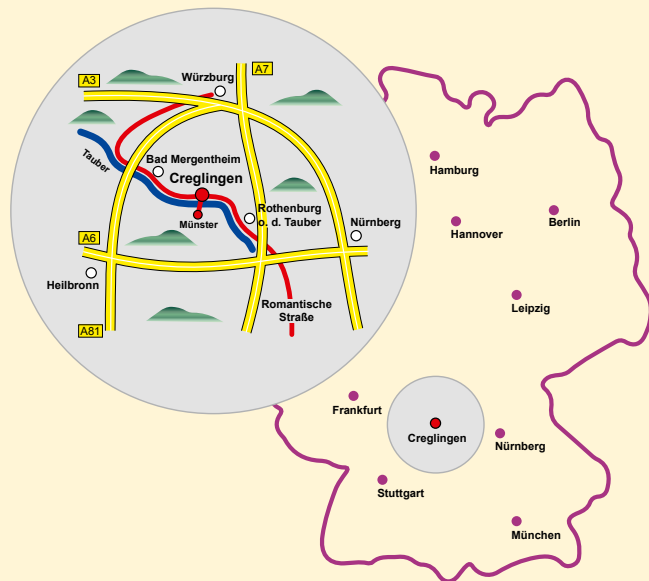 A3
A7
Würzburg
Tauber
Bad Mergentheim
Creglingen
Münster
Rothenburg
o. d. Tauber
Nürnberg
A6
Heilbronn
Romantische
Straße
A81
Hamburg
Hannover
Berlin
Leipzig
Frankfurt
Creglingen
Nürnberg
Stuttgart
München